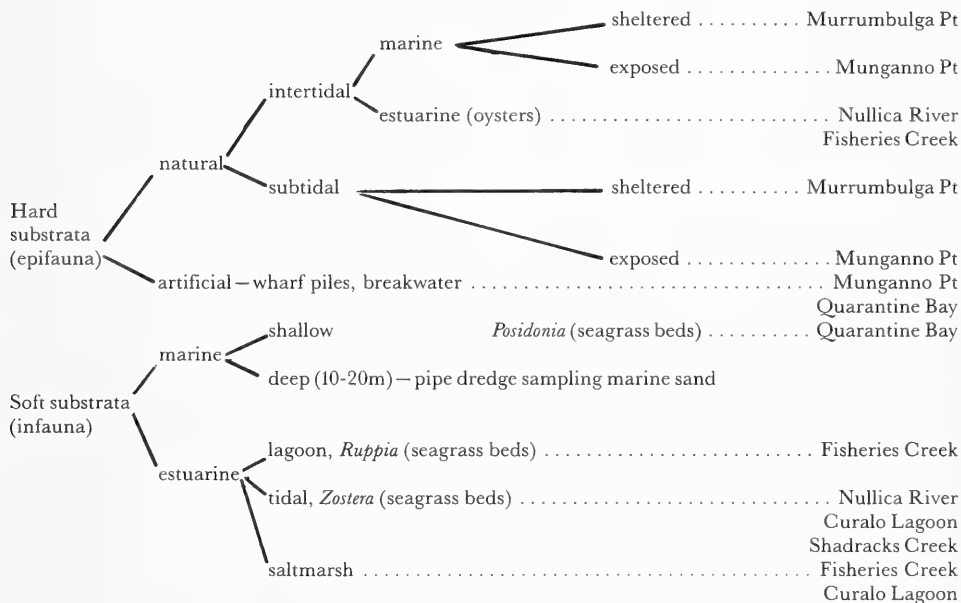 sheltered .............. Murrumbulga Pt
marine
exposed .............. Munganno Pt
intertidal
estuarine (oysters) .............. Nullica River
Fisheries Creek
natural
subtidal
sheltered .............. Murrumbulga Pt
Hard
substrata
(epifauna)
exposed .............. Munganno Pt
artificial — wharf piles, breakwater .............. Munganno Pt
Quarantine Bay
shallow Posidonia (seagrass beds) .............. Quarantine Bay
marine
deep (10-20m) — pipe dredge sampling marine sand
Soft substrata
(infauna)
lagoon, Ruppia (seagrass beds) .............. Fisheries Creek
estuarine
tidal, Zostera (seagrass beds) .............. Nullica River
Curalo Lagoon
Shadracks Creek
saltmarsh .............. Fisheries Creek
Curalo Lagoon